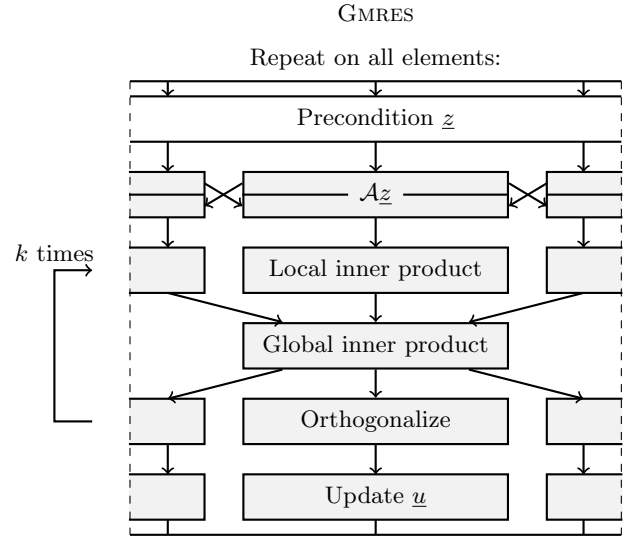 GMRES
Repeat on all elements:
Precondition z
𝒜z
k times
Local inner product
Global inner product
Orthogonalize
Update u